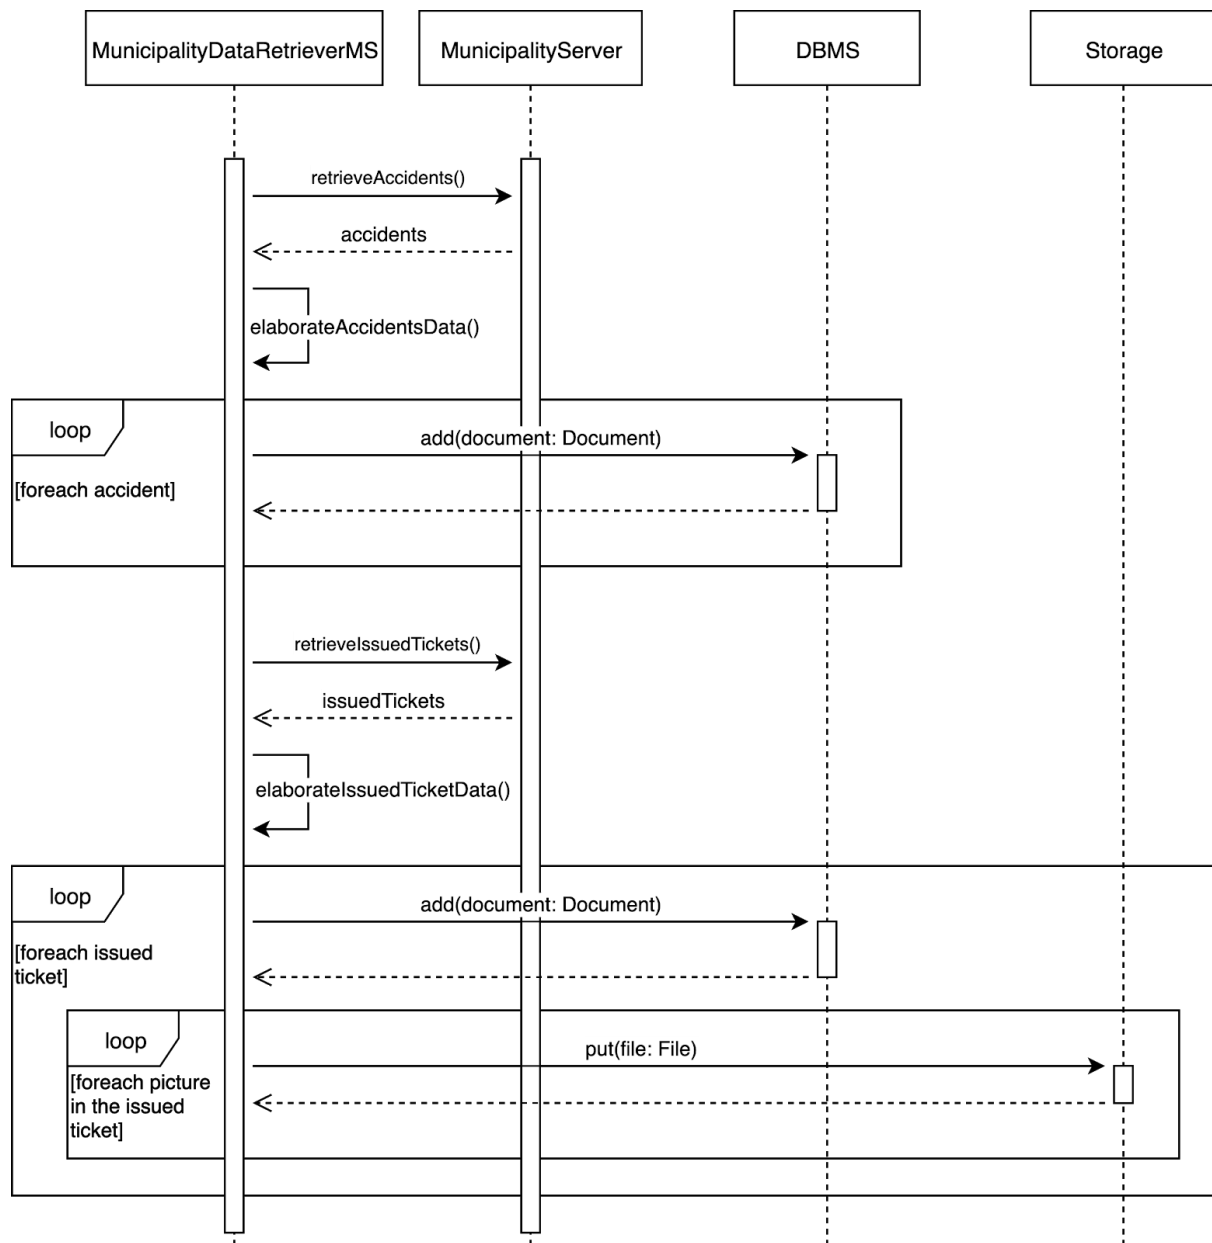 MunicipalityDataRetrieverMS
MunicipalityServer
DBMS
Storage
retrieveAccidents()
accidents
elaborateAccidentsData()
loop
add(document: Document)
[foreach accident]
retrieveIssuedTickets()
issuedTickets
elaborateIssuedTicketData()
loop
add(document: Document)
[foreach issued
ticket]
loop
put(file: File)
[foreach picture
in the issued
ticket]